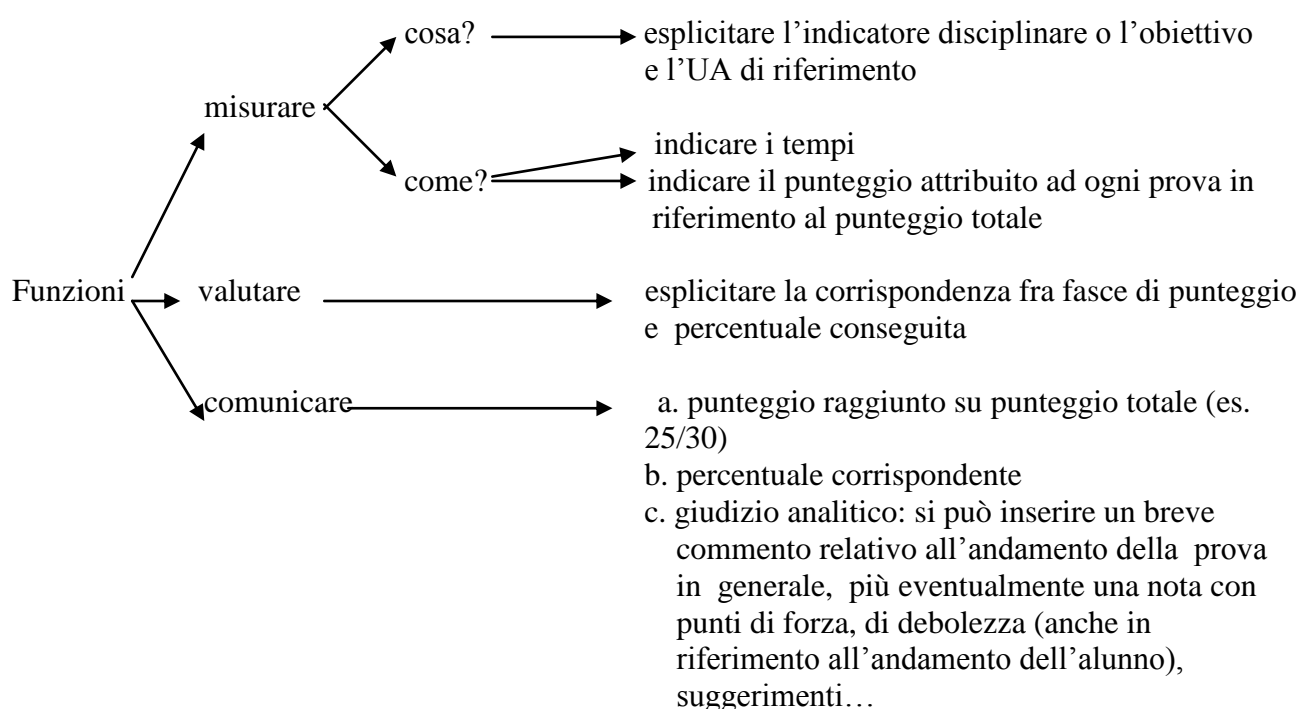 cosa?
esplicitare l’indicatore disciplinare o l’obiettivo
e l’UA di riferimento
misurare
indicare i tempi
come?
indicare il punteggio attribuito ad ogni prova in
riferimento al punteggio totale
Funzioni
valutare
esplicitare la corrispondenza fra fasce di punteggio
e percentuale conseguita
comunicare
a. punteggio raggiunto su punteggio totale (es.
25/30)
b. percentuale corrispondente
c. giudizio analitico: si può inserire un breve
commento relativo all’andamento della prova
in generale, più eventualmente una nota con
punti di forza, di debolezza (anche in
riferimento all’andamento dell’alunno),
suggerimenti…